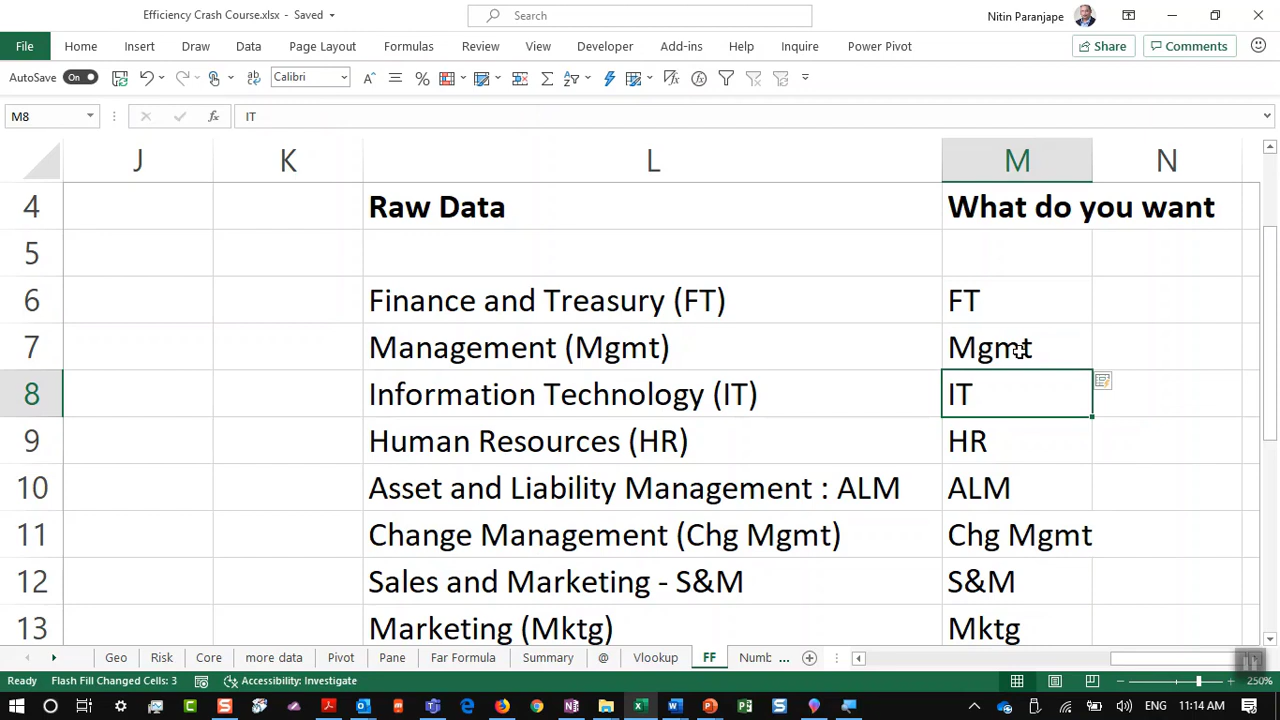 Efficiency Crash Course.xlsx - Saved
Search
Nitin Paranjape
File Home Insert Draw Data Page Layout Formulas Review View Developer Add-ins Help Inquire Power Pivot Share Comments
AutoSave On Calibri
M8 fx IT
J K L M N
4 Raw Data What do you want
5
6 Finance and Treasury (FT) FT
7 Management (Mgmt) Mgmt
8 Information Technology (IT) IT
9 Human Resources (HR) HR
10 Asset and Liability Management : ALM ALM
11 Change Management (Chg Mgmt) Chg Mgmt
12 Sales and Marketing - S&M S&M
13 Marketing (Mktg) Mktg
Geo Risk Core more data Pivot Pane Far Formula Summary @ Vlookup FF Numb ...
Ready Flash Fill Changed Cells: 3 Accessibility: Investigate 250%
ENG 11:14 AM